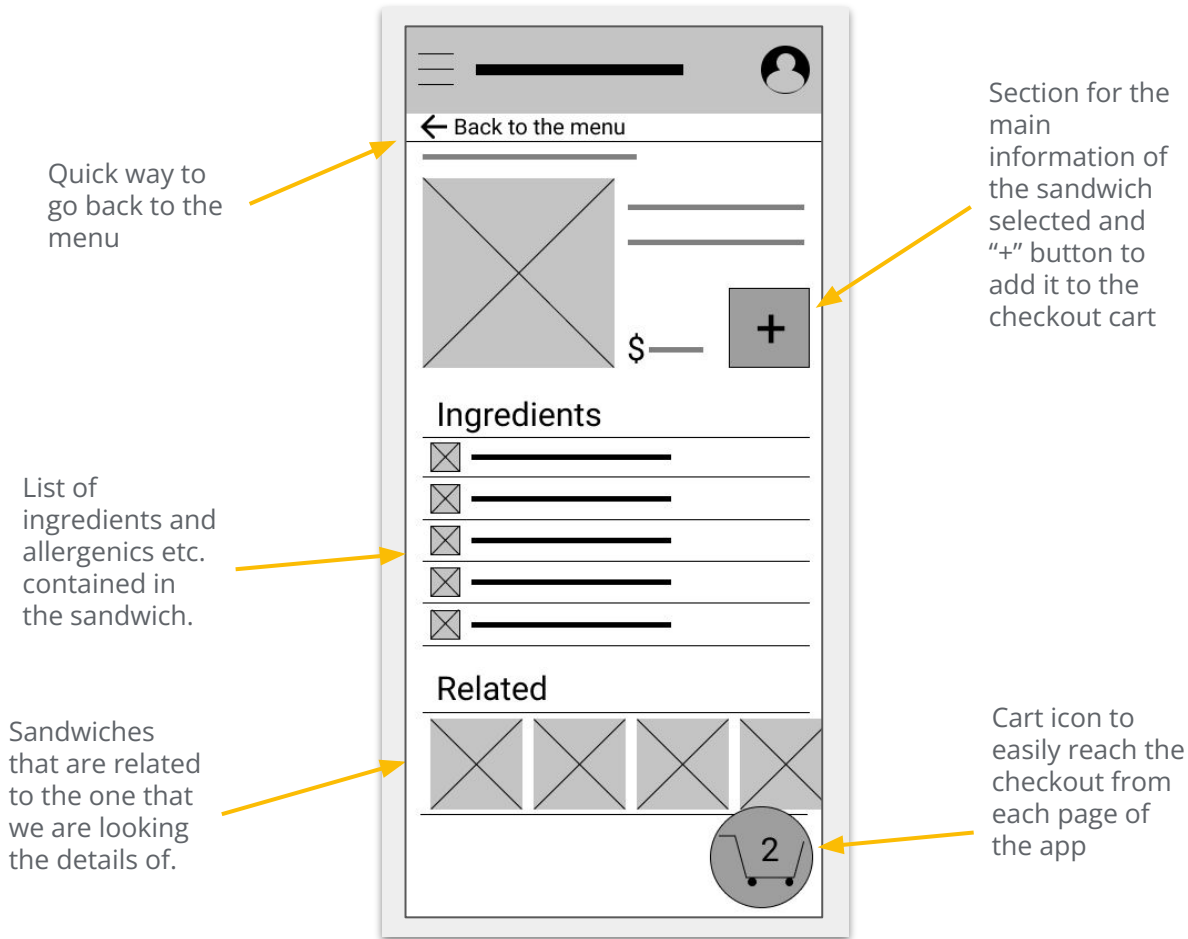 Back to the menu
Quick way to
go back to the
menu
Section for the
main
information of
the sandwich
selected and
“+” button to
add it to the
checkout cart
+
$
Ingredients
List of
ingredients and
allergenics etc.
contained in
the sandwich.
Related
Sandwiches
that are related
to the one that
we are looking
the details of.
Cart icon to
easily reach the
checkout from
each page of
the app
2